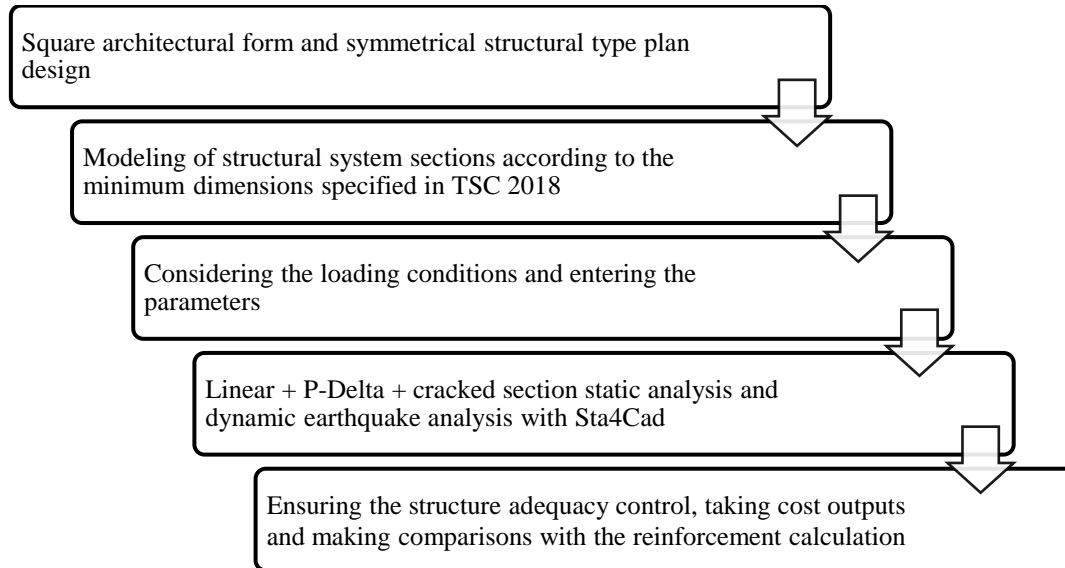 Square architectural form and symmetrical structural type plan
design
Modeling of structural system sections according to the
minimum dimensions specified in TSC 2018
Considering the loading conditions and entering the
parameters
Linear + P-Delta + cracked section static analysis and
dynamic earthquake analysis with Sta4Cad
Ensuring the structure adequacy control, taking cost outputs
and making comparisons with the reinforcement calculation